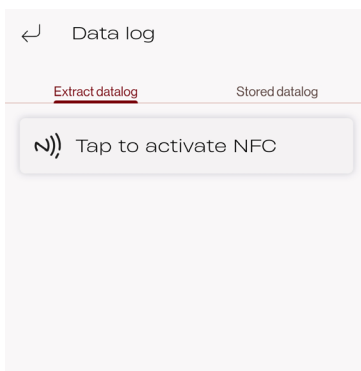 Data log
Extract datalog
Stored datalog
Tap to activate NFC